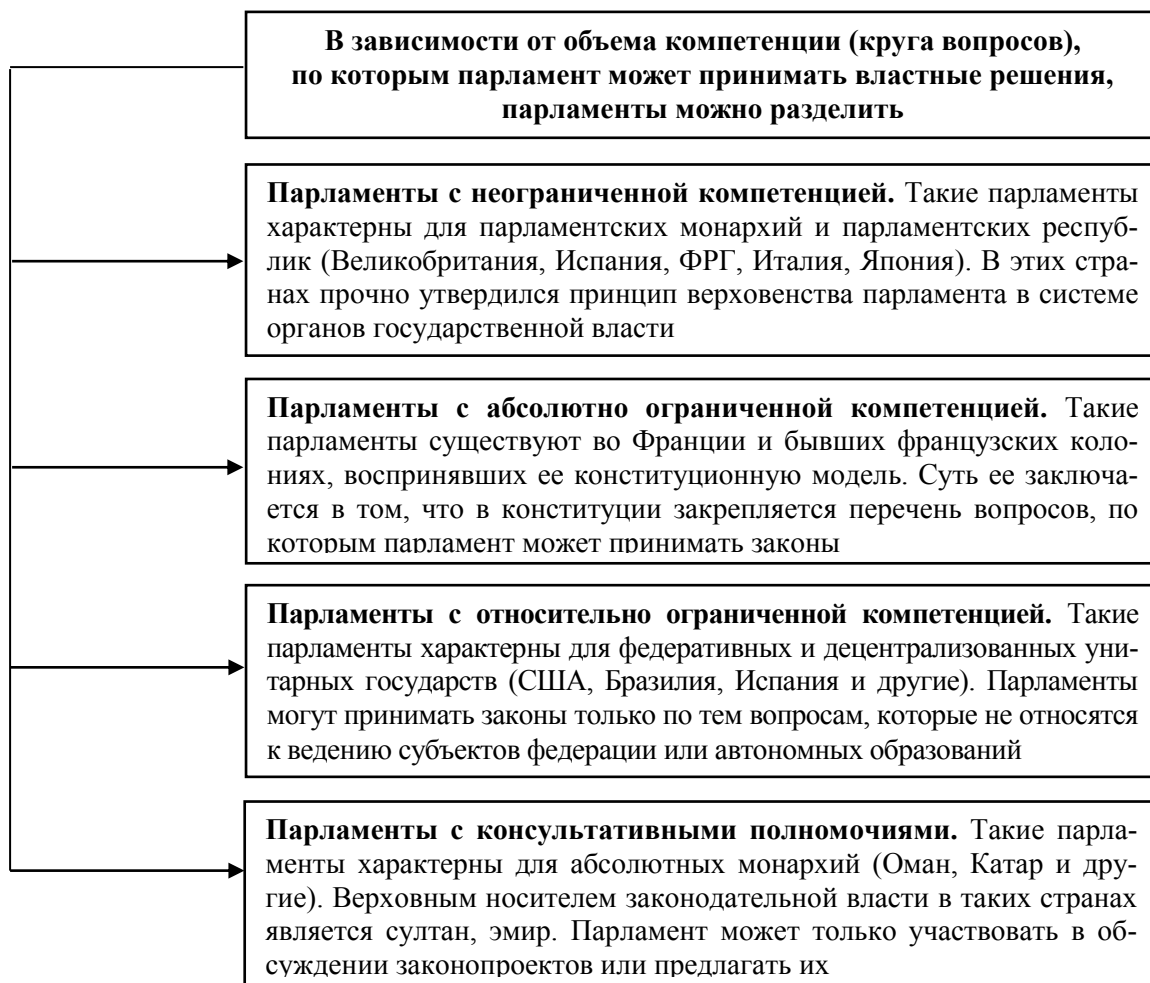 В зависимости от объема компетенции (круга вопросов),
по которым парламент может принимать властные решения,
парламенты можно разделить
Парламенты с неограниченной компетенцией. Такие парламенты
характерны для парламентских монархий и парламентских респуб-
лик (Великобритания, Испания, ФРГ, Италия, Япония). В этих стра-
нах прочно утвердился принцип верховенства парламента в системе
органов государственной власти
Парламенты с абсолютно ограниченной компетенцией. Такие
парламенты существуют во Франции и бывших французских коло-
ниях, воспринявших ее конституционную модель. Суть ее заключа-
ется в том, что в конституции закрепляется перечень вопросов, по
которым парламент может принимать законы
Парламенты с относительно ограниченной компетенцией. Такие
парламенты характерны для федеративных и децентрализованных уни-
тарных государств (США, Бразилия, Испания и другие). Парламенты
могут принимать законы только по тем вопросам, которые не относятся
к ведению субъектов федерации или автономных образований
Парламенты с консультативными полномочиями. Такие парла-
менты характерны для абсолютных монархий (Оман, Катар и дру-
гие). Верховным носителем законодательной власти в таких странах
является султан, эмир. Парламент может только участвовать в об-
суждении законопроектов или предлагать их